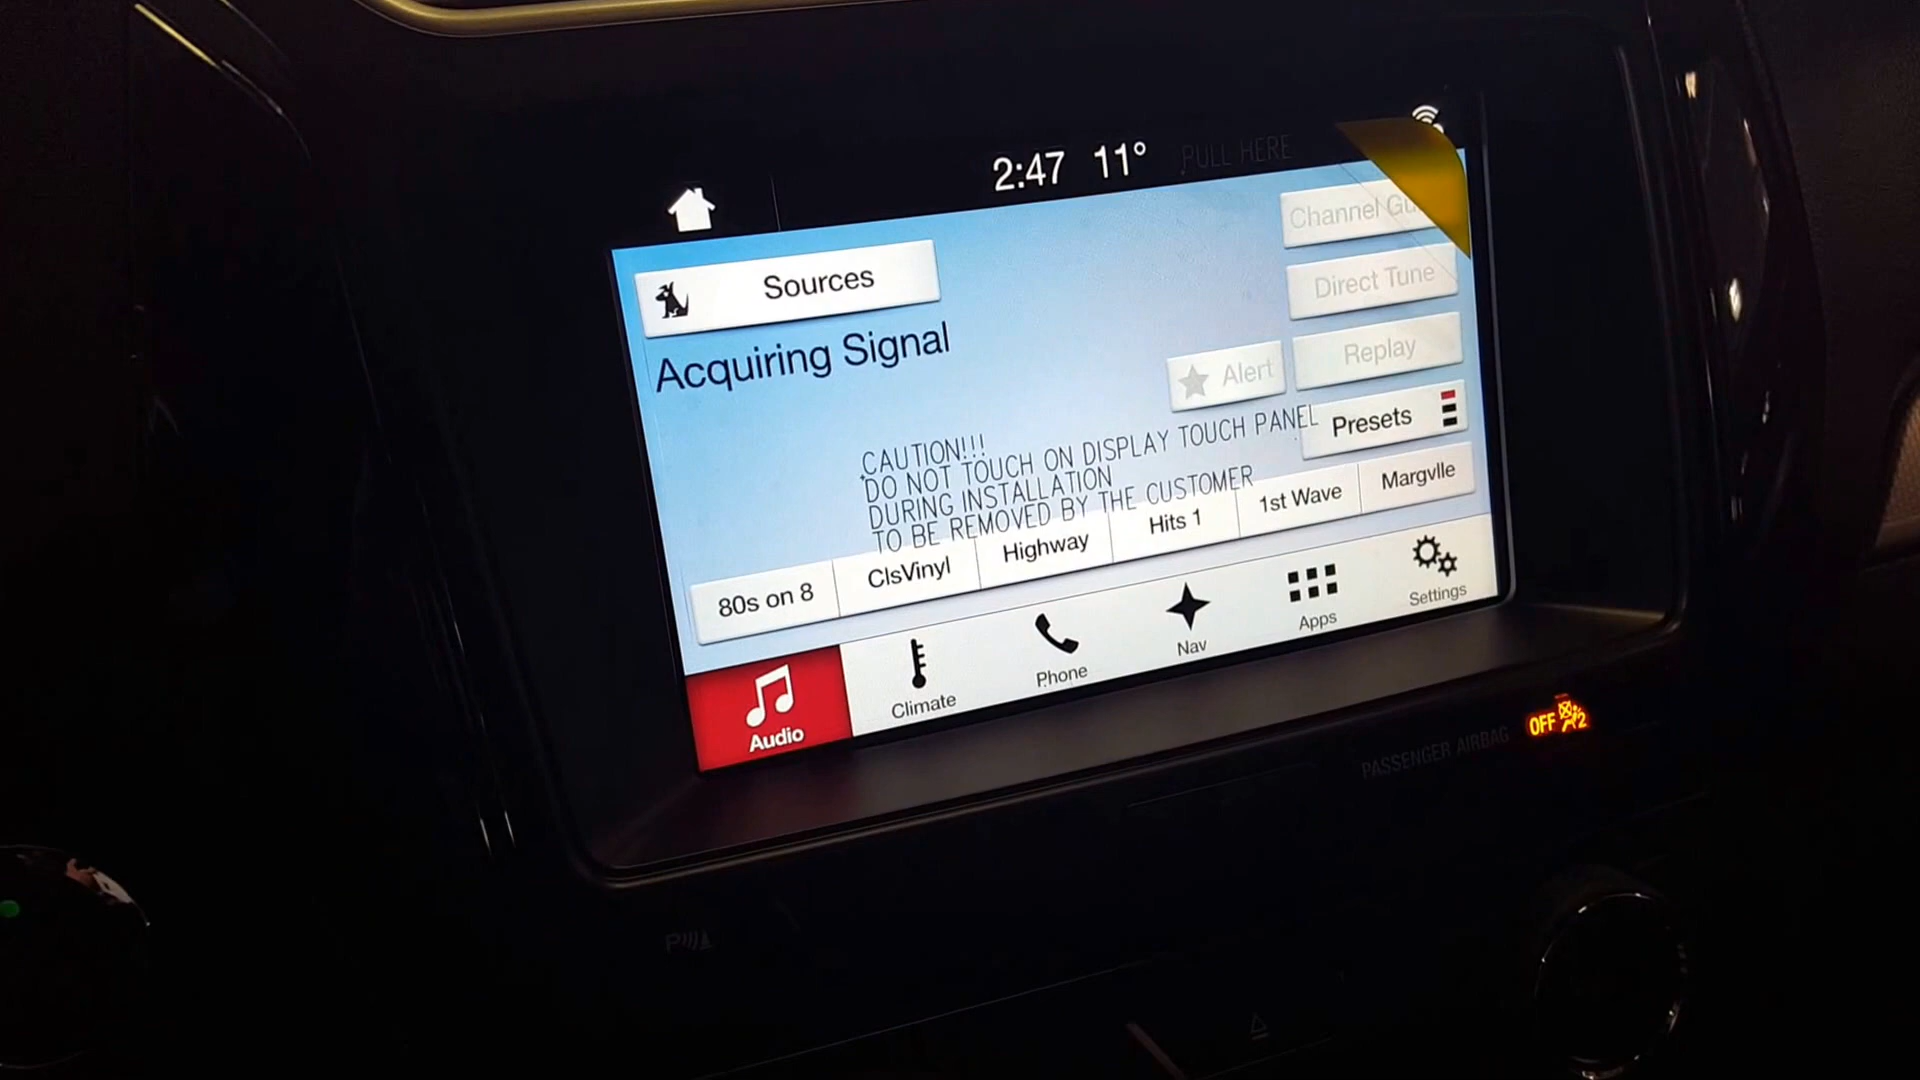 2:47 11° PULL HERE
Sources
Channel Gu
Direct Tune
Acquiring Signal
Alert
Replay
Presets
CAUTION!!!
DO NOT TOUCH ON DISPLAY TOUCH PANEL
DURING INSTALLATION
TO BE REMOVED BY THE CUSTOMER
80s on 8
ClsVinyl
Highway
Hits 1
1st Wave
Margvlle
Audio
Climate
Phone
Nav
Apps
Settings
PASSENGER AIRBAG OFF 2
P